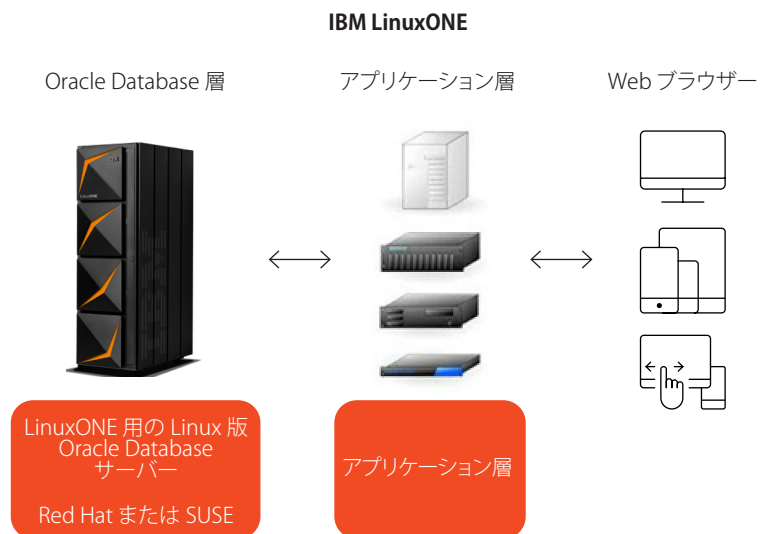 IBM LinuxONE
Oracle Database 層
アプリケーション層
Web ブラウザー
IBM
LinuxONE 用の Linux 版
Oracle Database
サーバー
Red Hat または SUSE
アプリケーション層